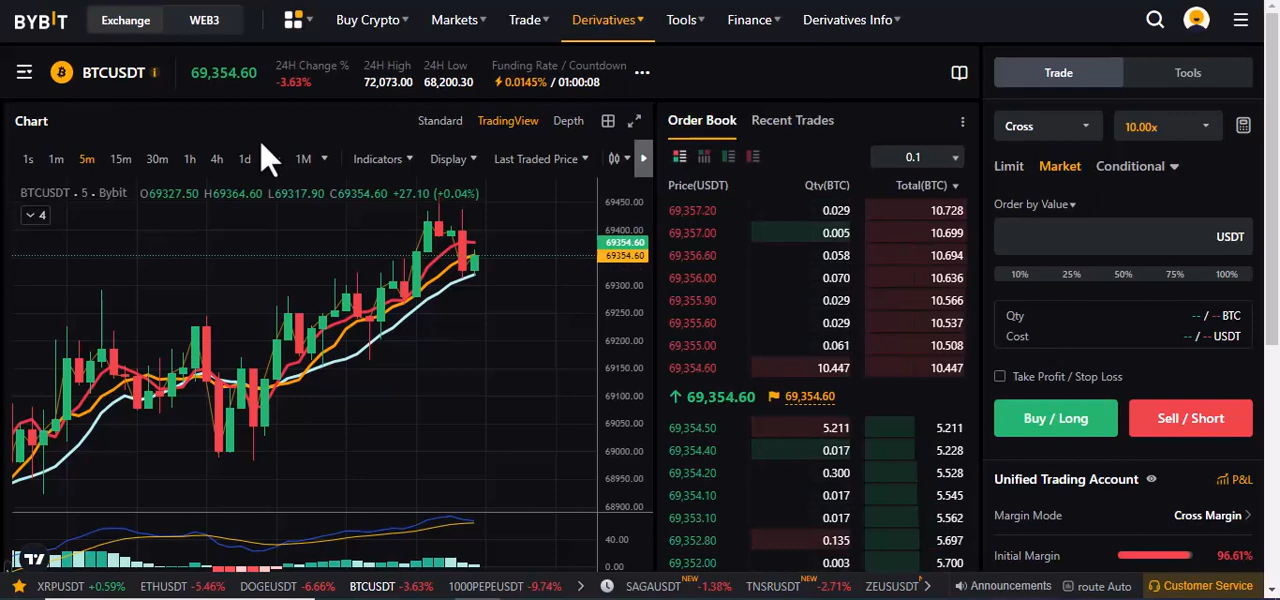 BYBIT Exchange WEB3 Buy Crypto Markets Trade Derivatives Tools Finance Derivatives Info
BTCUSDT 69,354.60
24H Change %
-3.63%
24H High
72,073.00
24H Low
68,200.30
Funding Rate / Countdown
0.0145% / 01:00:08
Chart Standard TradingView Depth
1s 1m 5m 15m 30m 1h 4h 1d 1M Indicators Display Last Traded Price
BTCUSDT · 5 · Bybit O69327.50 H69364.60 L69317.90 C69354.60 +27.10 (+0.04%)
4
69450.00
69400.00
69354.60
69354.60
69300.00
69250.00
69200.00
69150.00
69100.00
69050.00
69000.00
68950.00
68900.00
40.00
0.00
Order Book Recent Trades
0.1
Price(USDT) Qty(BTC) Total(BTC)
69,357.20 0.029 10.728
69,357.00 0.005 10.699
69,356.60 0.058 10.694
69,356.00 0.070 10.636
69,355.90 0.029 10.566
69,355.60 0.029 10.537
69,355.00 0.061 10.508
69,354.60 10.447 10.447
69,354.60 69,354.60
69,354.50 5.211 5.211
69,354.40 0.017 5.228
69,354.20 0.300 5.528
69,354.10 0.017 5.545
69,353.10 0.017 5.562
69,352.80 0.135 5.697
69,352.00 0.003 5.700
Trade Tools
Cross 10.00x
Limit Market Conditional
Order by Value
USDT
10% 25% 50% 75% 100%
Qty -- / -- BTC
Cost -- / -- USDT
Take Profit / Stop Loss
Buy / Long Sell / Short
Unified Trading Account P&L
Margin Mode Cross Margin
Initial Margin 96.61%
XRPUSDT +0.59% ETHUSDT -5.46% DOGEUSDT -6.66% BTCUSDT -3.63% 1000PEPEUSDT -9.74% SAGAUSDT NEW -1.38% TNSRUSDT NEW -2.71% ZEUSUSDT Announcements route Auto Customer Service